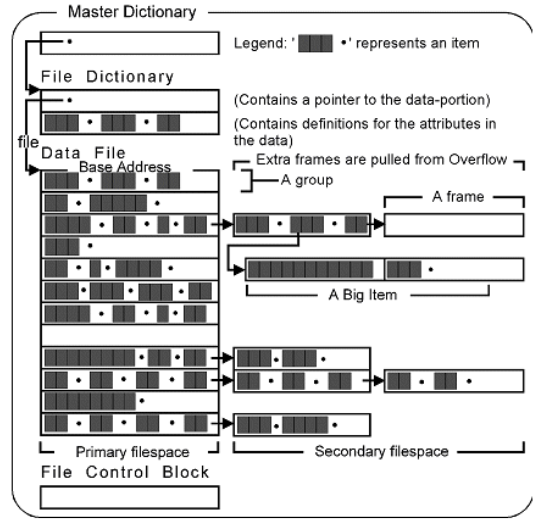 Master Dictionary
Legend: ' • ' represents an item
File Dictionary
(Contains a pointer to the data-portion)
(Contains definitions for the attributes in
the data)
file
Data File
Base Address
Extra frames are pulled from Overflow
A group
A frame
A Big Item
Primary filespace
Secondary filespace
File Control Block